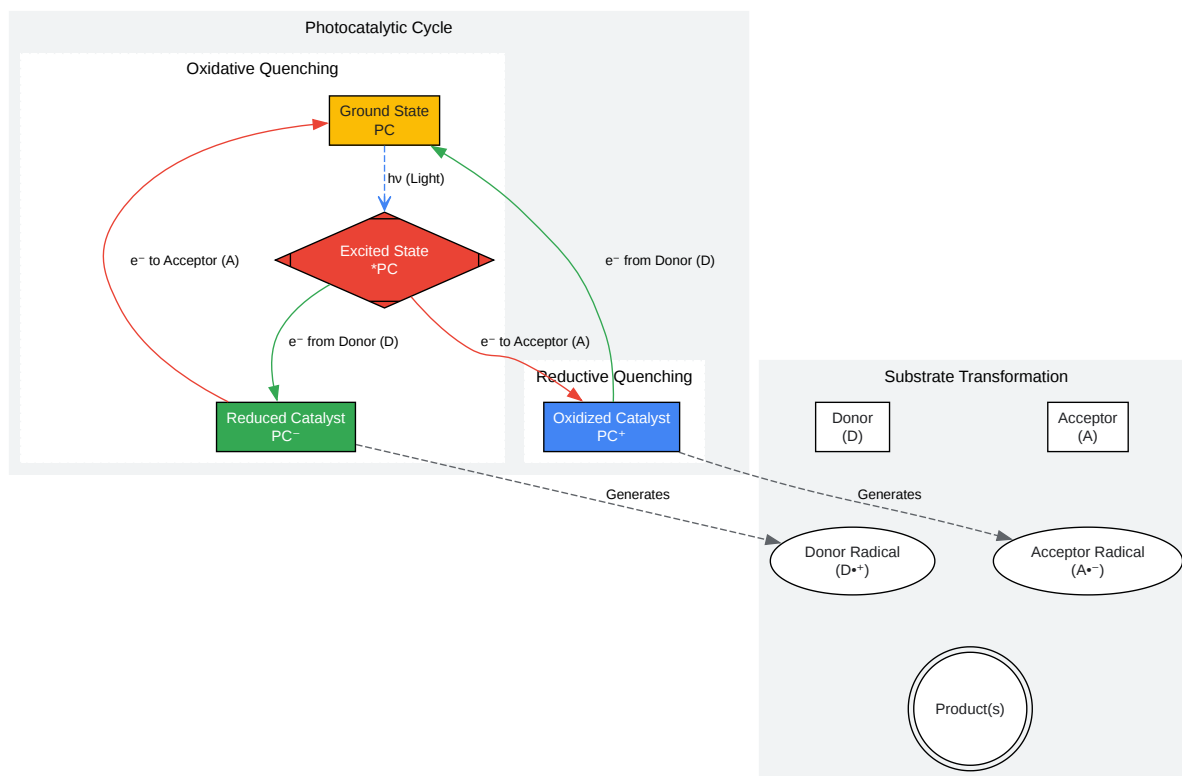 Photocatalytic Cycle
Oxidative Quenching
Ground State
PC
hν (Light)
Excited State
*PC
e⁻ to Acceptor (A)
e⁻ from Donor (D)
e⁻ from Donor (D)
e⁻ to Acceptor (A)
Reductive Quenching
Reduced Catalyst
PC⁻
Oxidized Catalyst
PC⁺
Substrate Transformation
Donor
(D)
Acceptor
(A)
Generates
Generates
Donor Radical
(D•⁺)
Acceptor Radical
(A•⁻)
Product(s)